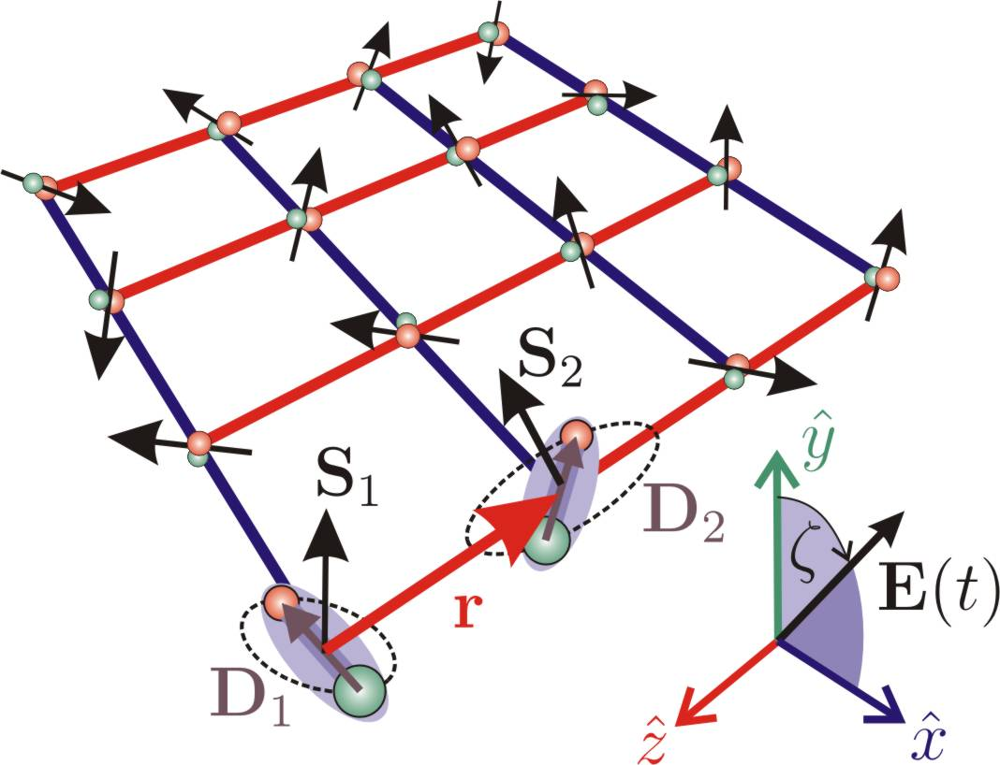 S₂
ŷ
S₁
D₂
ζ
E(t)
r
D₁
ẑ
x̂